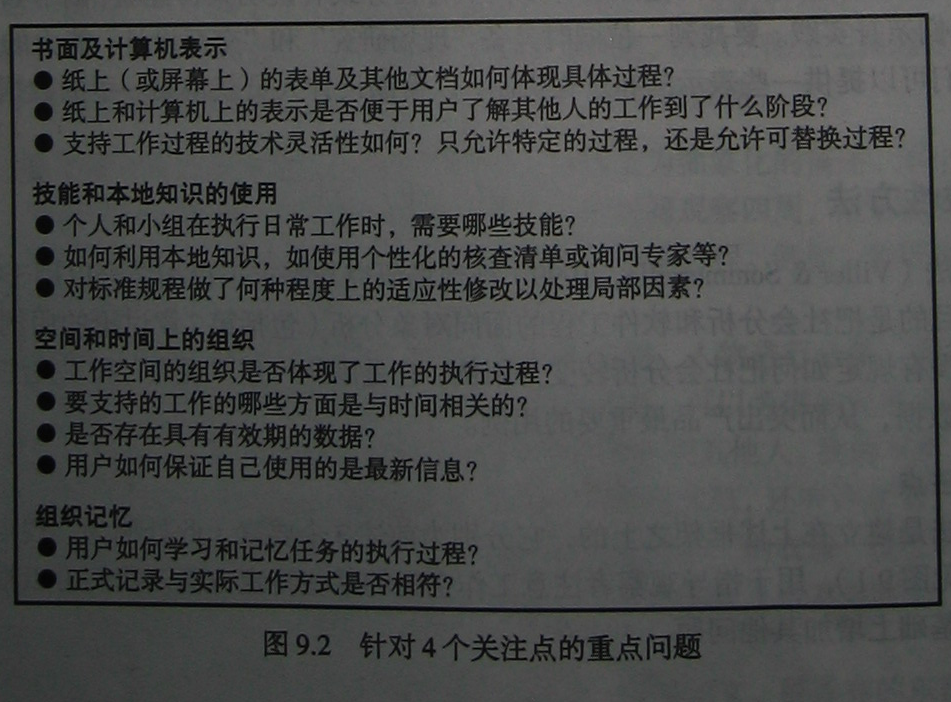 书面及计算机表示
● 纸上（或屏幕上）的表单及其他文档如何体现具体过程？
● 纸上和计算机上的表示是否便于用户了解其他人的工作到了什么阶段？
● 支持工作过程的技术灵活性如何？只允许特定的过程，还是允许可替换过程？
技能和本地知识的使用
● 个人和小组在执行日常工作时，需要哪些技能？
● 如何利用本地知识，如使用个性化的核查清单或询问专家等？
● 对标准规程做了何种程度上的适应性修改以处理局部因素？
空间和时间上的组织
● 工作空间的组织是否体现了工作的执行过程？
● 要支持的工作的哪些方面是与时间相关的？
● 是否存在具有有效期的数据？
● 用户如何保证自己使用的是最新信息？
组织记忆
● 用户如何学习和记忆任务的执行过程？
● 正式记录与实际工作方式是否相符？
图 9.2 针对 4 个关注点的重点问题